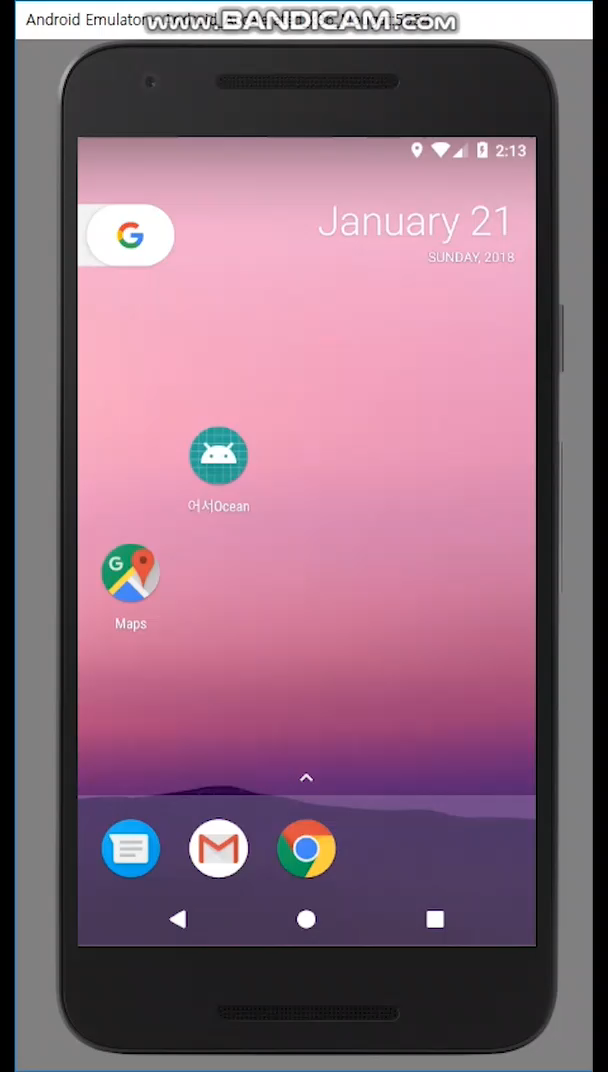 Android Emulator
www.BANDICAM.com
2:13
G
January 21
SUNDAY, 2018
어서Ocean
G
Maps